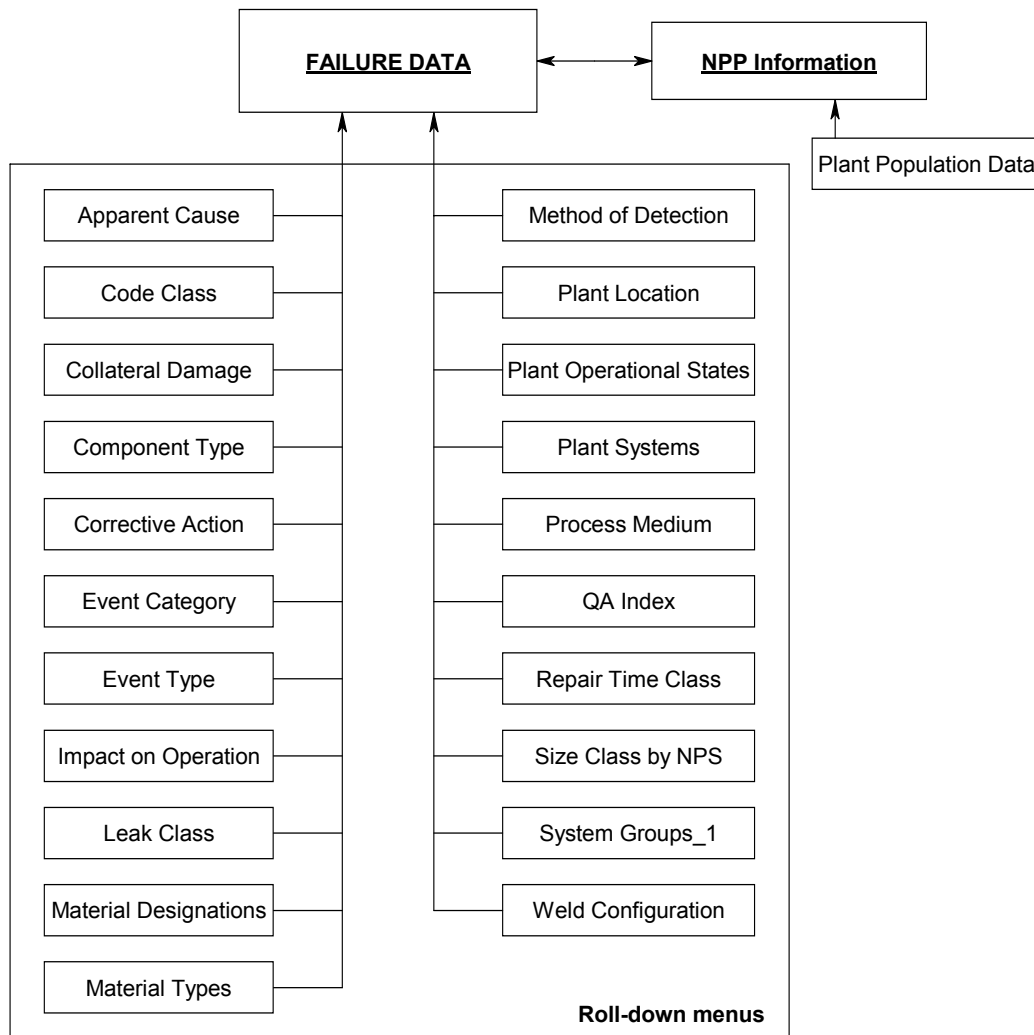 FAILURE DATA
NPP Information
Plant Population Data
Apparent Cause
Code Class
Collateral Damage
Component Type
Corrective Action
Event Category
Event Type
Impact on Operation
Leak Class
Material Designations
Material Types
Method of Detection
Plant Location
Plant Operational States
Plant Systems
Process Medium
QA Index
Repair Time Class
Size Class by NPS
System Groups_1
Weld Configuration
Roll-down menus